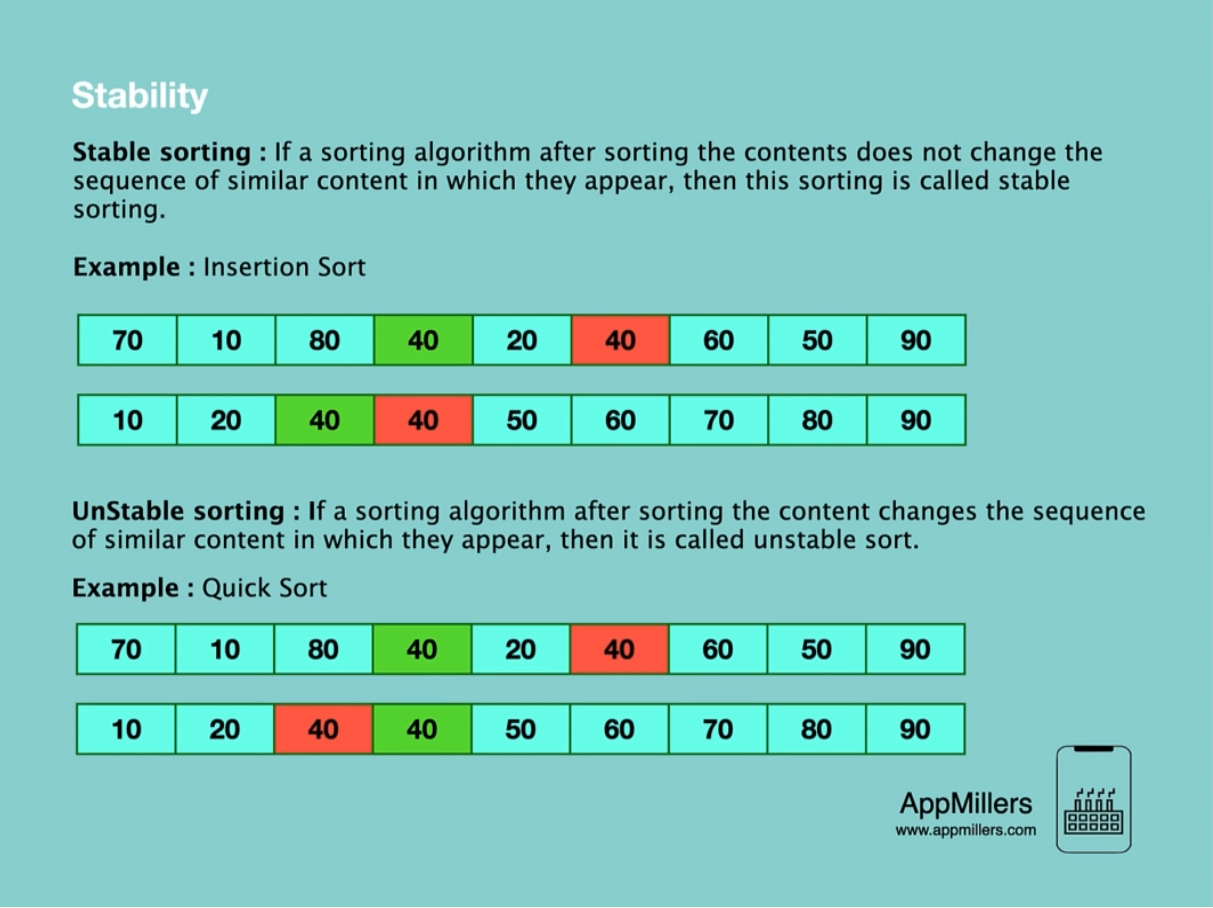 Stability
Stable sorting : If a sorting algorithm after sorting the contents does not change the
sequence of similar content in which they appear, then this sorting is called stable
sorting.
Example : Insertion Sort
70 10 80 40 20 40 60 50 90
10 20 40 40 50 60 70 80 90
UnStable sorting : If a sorting algorithm after sorting the content changes the sequence
of similar content in which they appear, then it is called unstable sort.
Example : Quick Sort
70 10 80 40 20 40 60 50 90
10 20 40 40 50 60 70 80 90
AppMillers
www.appmillers.com